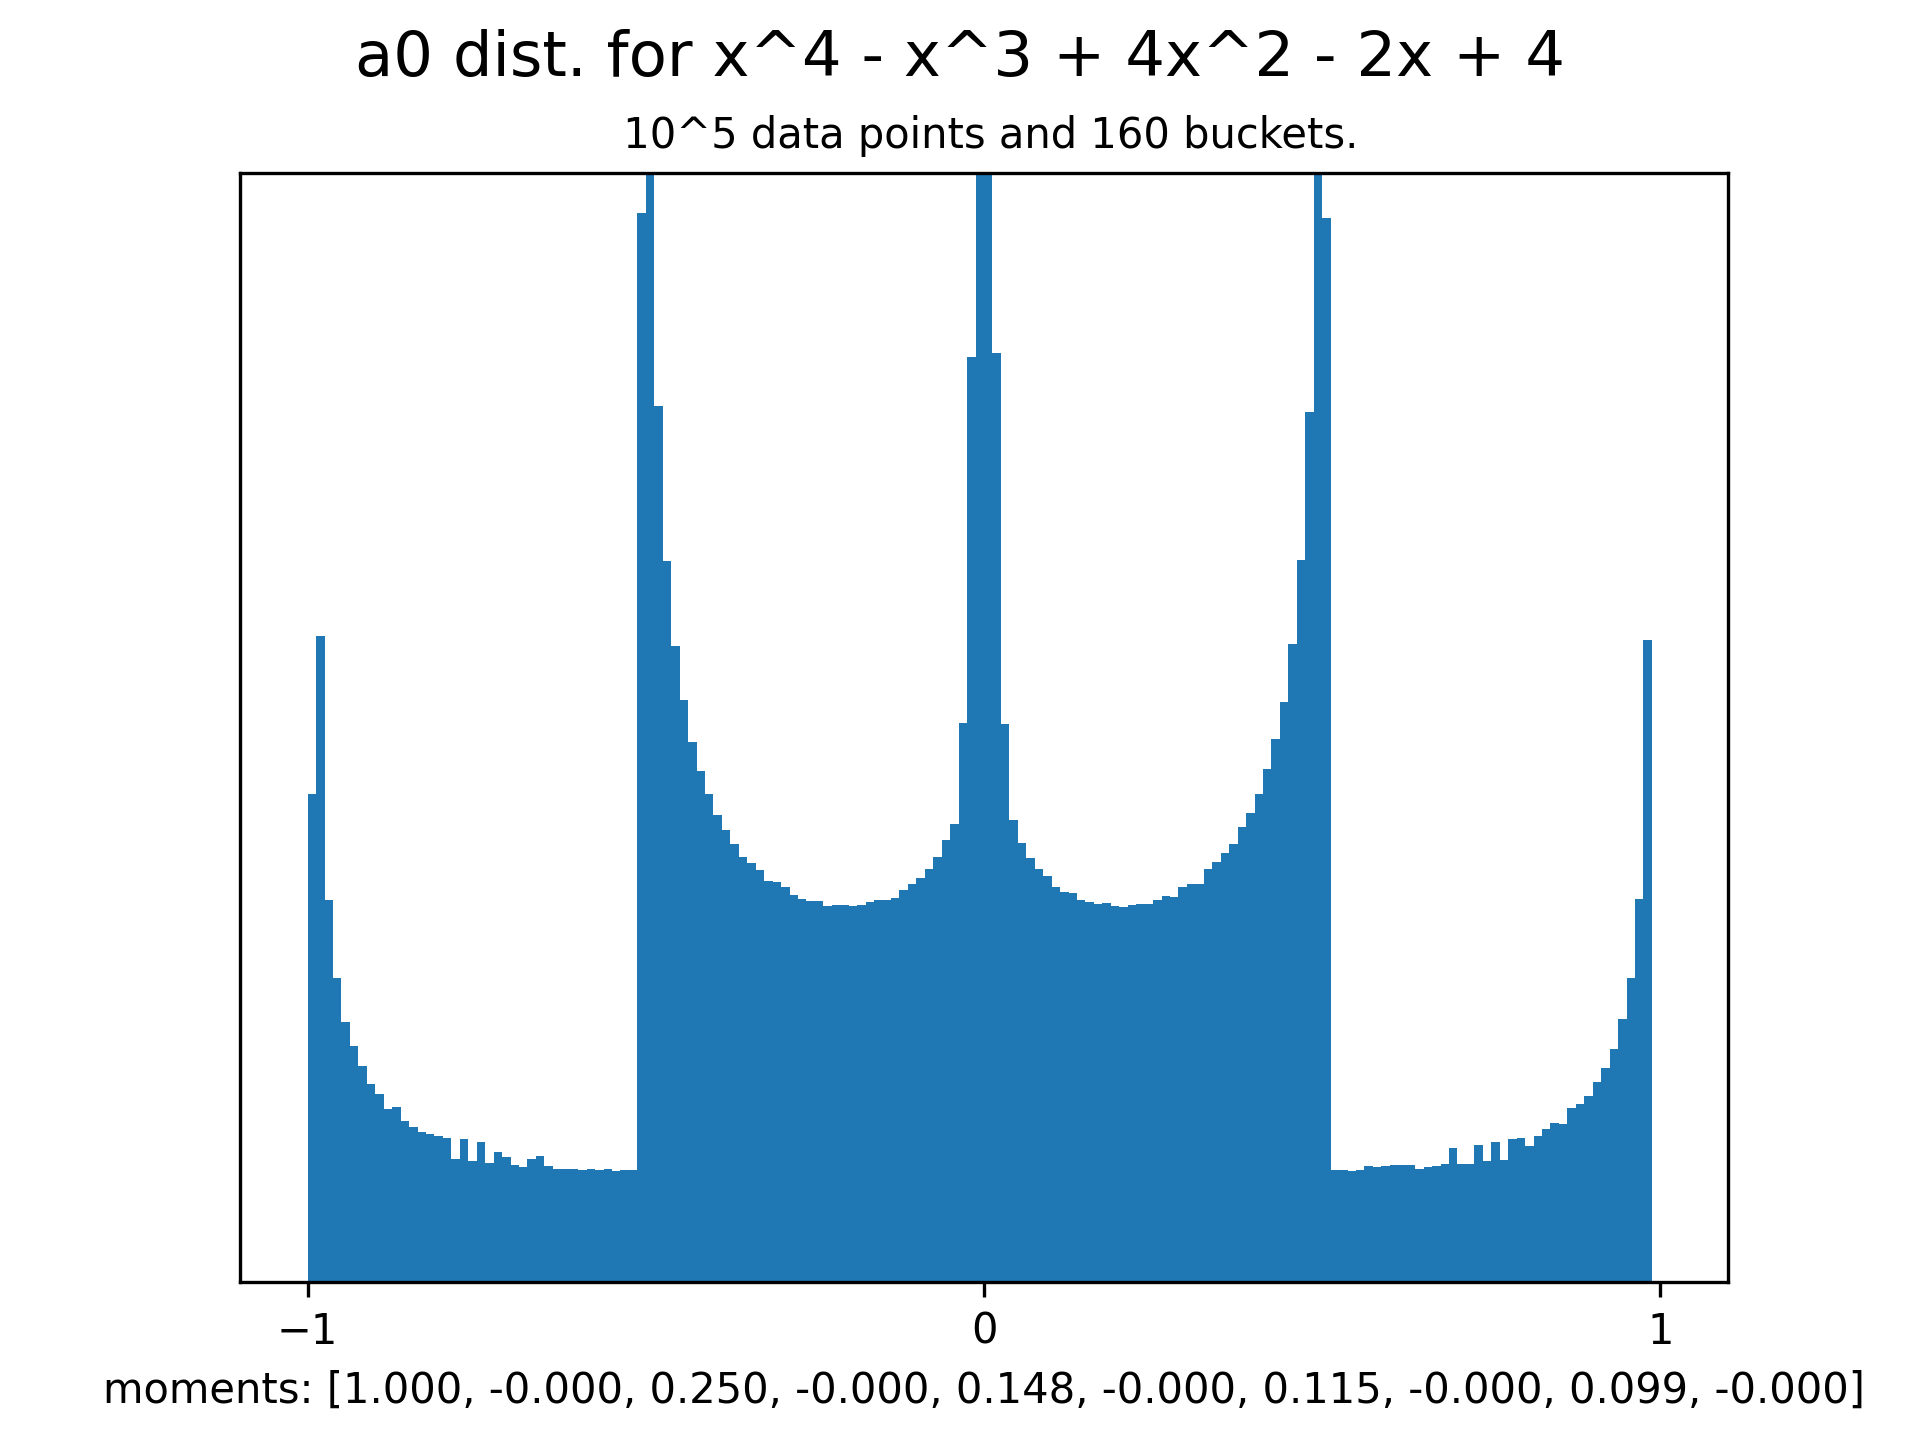 a0 dist. for x^4 - x^3 + 4x^2 - 2x + 4
10^5 data points and 160 buckets.
−1 0 1
moments: [1.000, -0.000, 0.250, -0.000, 0.148, -0.000, 0.115, -0.000, 0.099, -0.000]